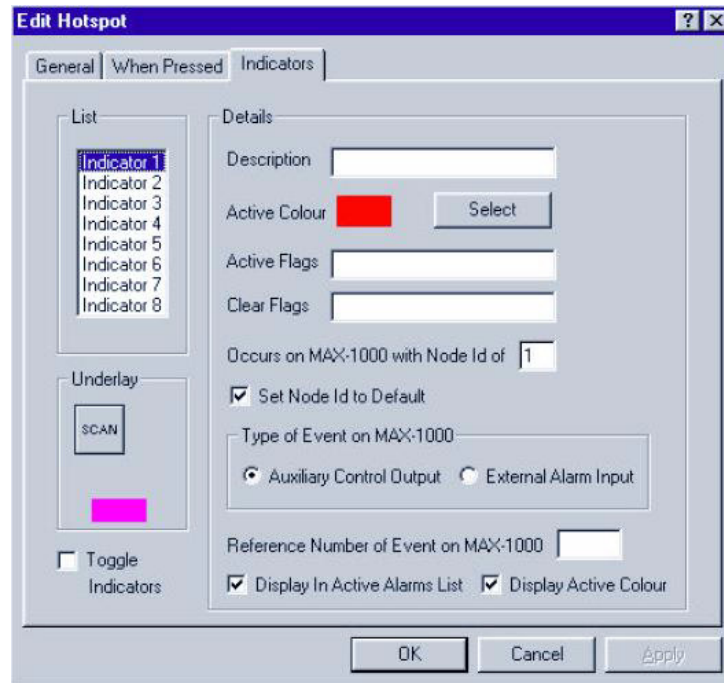 Edit Hotspot
General
When Pressed
Indicators
List
Indicator 1
Indicator 2
Indicator 3
Indicator 4
Indicator 5
Indicator 6
Indicator 7
Indicator 8
Underlay
SCAN
Toggle
Indicators
Details
Description
Active Colour
Select
Active Flags
Clear Flags
Occurs on MAX-1000 with Node Id of 1
Set Node Id to Default
Type of Event on MAX-1000
Auxiliary Control Output
External Alarm Input
Reference Number of Event on MAX-1000
Display In Active Alarms List
Display Active Colour
OK
Cancel
Apply